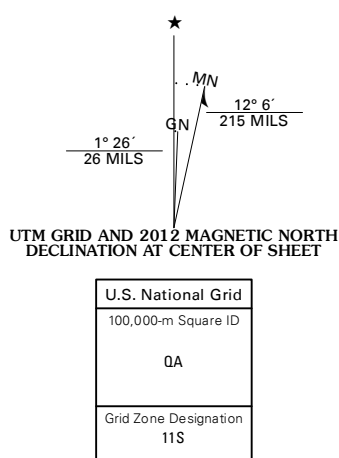 MN
GN
12° 6´
215 MILS
1° 26´
26 MILS
UTM GRID AND 2012 MAGNETIC NORTH
DECLINATION AT CENTER OF SHEET
U.S. National Grid
100,000-m Square ID
QA
Grid Zone Designation
11S